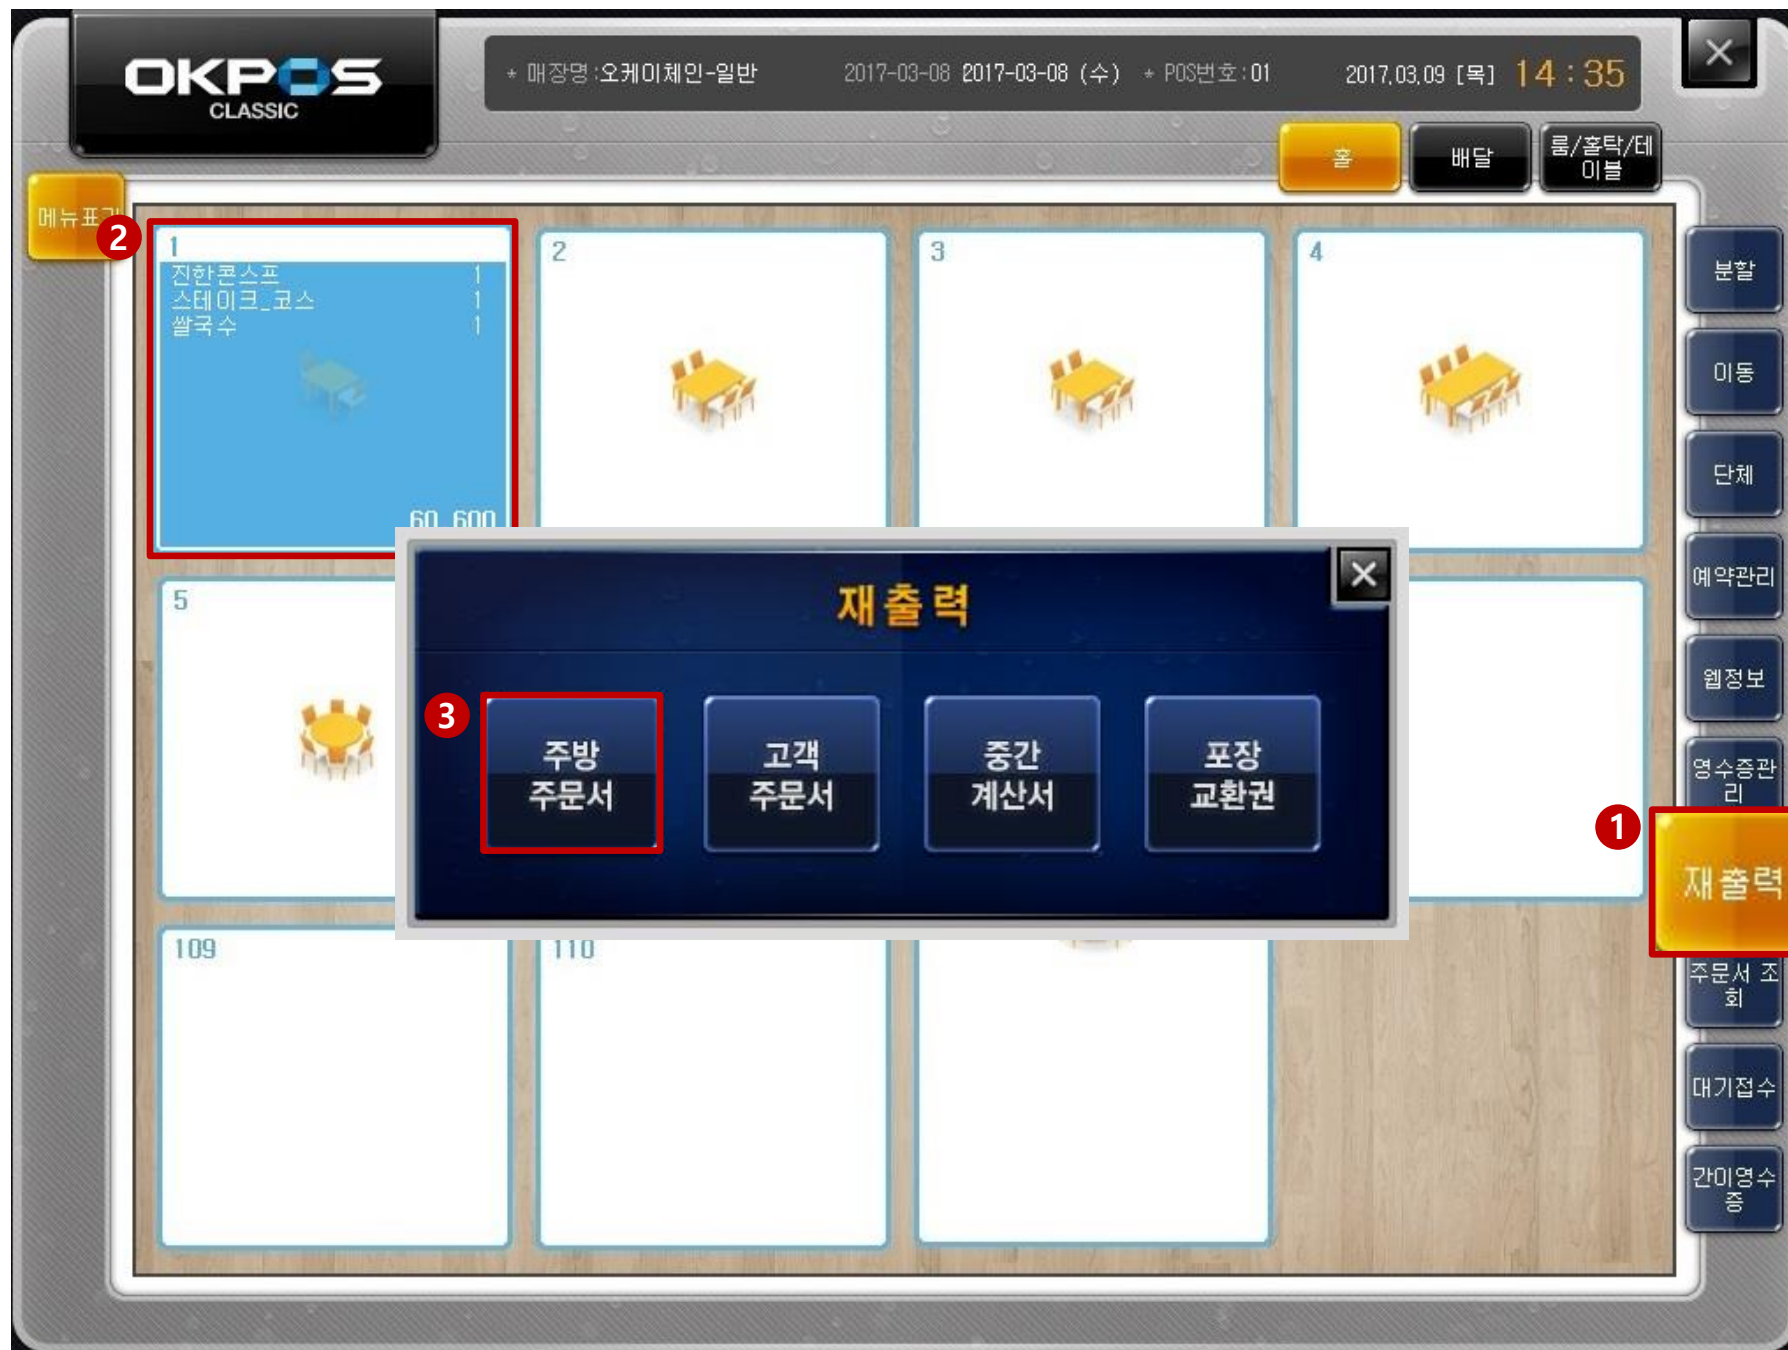 OKPOS
CLASSIC
* 매장명:오케이체인-일반 2017-03-08 2017-03-08 (수) * POS번호:01 2017,03,09 [목] 14:35
홀
배달
룸/홀탁/테
이블
2
1
진한콘스프 1
스테이크_코스 1
쌀국수 1
60,600
2
3
4
5
109
110
재출력
3
주방
주문서
고객
주문서
중간
계산서
포장
교환권
분할
이동
단체
예약관리
웹정보
영수증관
리
1
재출력
주문서 조
회
대기접수
간이영수
증